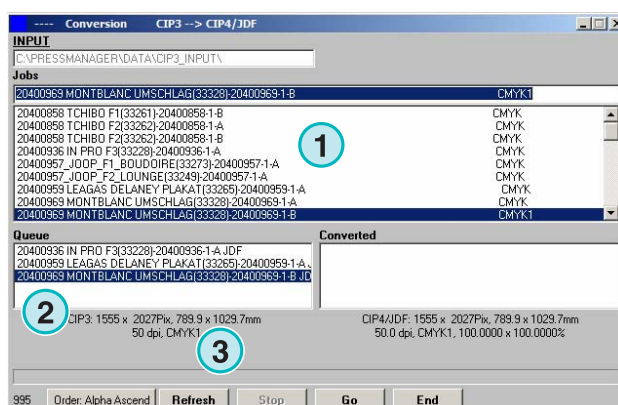 ---- Conversion CIP3 --> CIP4/JDF
INPUT
C:\PRESSMANAGER\DATA\CIP3_INPUT\
Jobs
20400969 MONTBLANC UMSCHLAG(33328)-20400969-1-B CMYK1
20400858 TCHIBO F1(33261)-20400858-1-B CMYK
20400858 TCHIBO F2(33262)-20400858-1-A CMYK
20400858 TCHIBO F2(33262)-20400858-1-B CMYK
20400936 IN PRO F3(33228)-20400936-1-A CMYK
20400957_JOOP_F1_BOUDOIRE(33273)-20400957-1-A CMYK
20400957_JOOP_F2_LOUNGE(33249)-20400957-1-A CMYK
20400959 LEAGAS DELANEY PLAKAT(33265)-20400959-1-A CMYK
20400969 MONTBLANC UMSCHLAG(33328)-20400969-1-A CMYK
20400969 MONTBLANC UMSCHLAG(33328)-20400969-1-B CMYK1
1
Queue Converted
20400936 IN PRO F3(33228)-20400936-1-A JDF
20400959 LEAGAS DELANEY PLAKAT(33265)-20400959-1-A J
20400969 MONTBLANC UMSCHLAG(33328)-20400969-1-B JD
2
CIP3: 1555 x 2027Pix, 789.9 x 1029.7mm CIP4/JDF: 1555 x 2027Pix, 789.9 x 1029.7mm
50 dpi, CMYK1 50.0 dpi, CMYK1, 100.0000 x 100.0000%
3
995 Order: Alpha Ascend Refresh Stop Go End